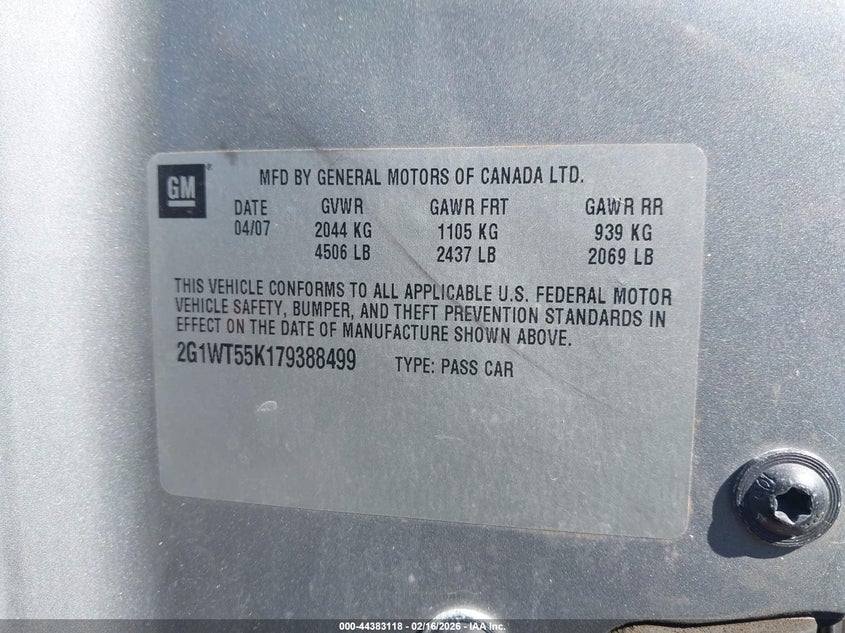 GM
MFD BY GENERAL MOTORS OF CANADA LTD.
DATE GVWR GAWR FRT GAWR RR
04/07 2044 KG 1105 KG 939 KG
4506 LB 2437 LB 2069 LB
THIS VEHICLE CONFORMS TO ALL APPLICABLE U.S. FEDERAL MOTOR
VEHICLE SAFETY, BUMPER, AND THEFT PREVENTION STANDARDS IN
EFFECT ON THE DATE OF MANUFACTURE SHOWN ABOVE.
2G1WT55K179388499 TYPE: PASS CAR
000-44383118 - 02/16/2026 - IAA Inc.